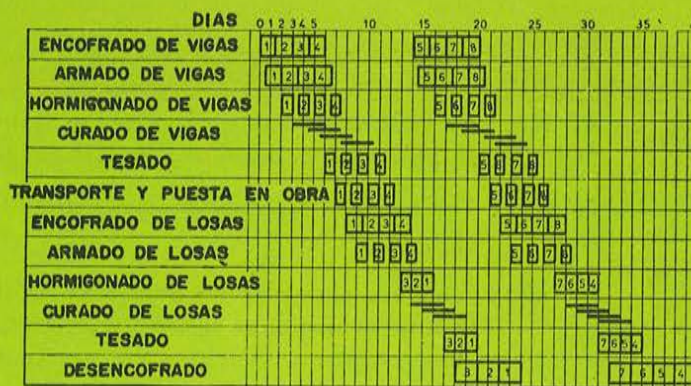 DIAS 0 1 2 3 4 5 10 15 20 25 30 35
ENCOFRADO DE VIGAS 1 2 3 4 5 6 7 8
ARMADO DE VIGAS 1 2 3 4 5 6 7 8
HORMIGONADO DE VIGAS 1 2 3 4 5 6 7 8
CURADO DE VIGAS
TESADO 1 2 3 4 5 6 7 8
TRANSPORTE Y PUESTA EN OBRA 1 2 3 4 5 6 7 8
ENCOFRADO DE LOSAS 1 2 3 4 5 6 7 8
ARMADO DE LOSAS 1 2 3 4 5 6 7 8
HORMIGONADO DE LOSAS 3 2 1 7 6 5 4
CURADO DE LOSAS
TESADO 3 2 1 7 6 5 4
DESENCOFRADO 3 2 1 7 6 5 4